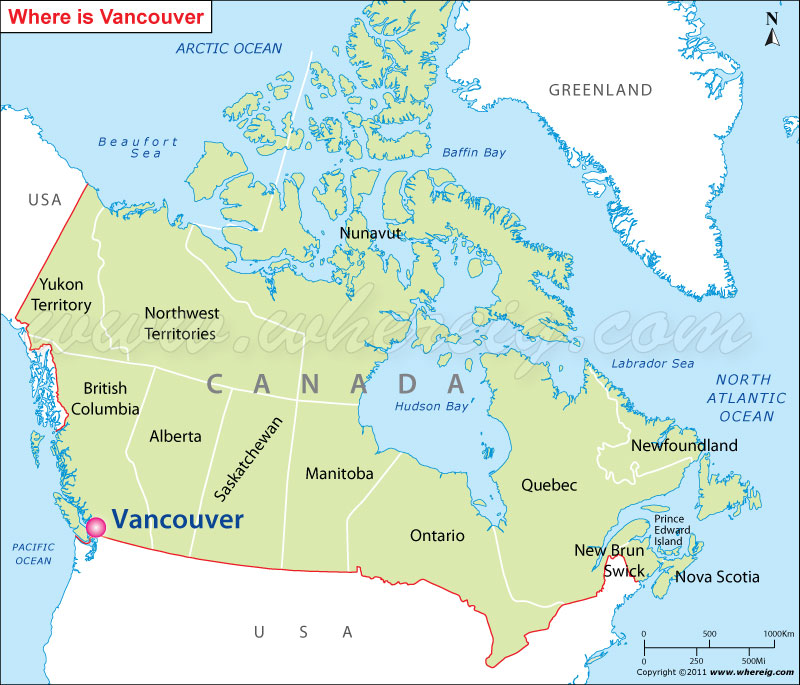 Where is Vancouver
N
ARCTIC OCEAN
GREENLAND
Beaufort
Sea
Baffin Bay
USA
Nunavut
Yukon
Territory
Northwest
Territories
www.whereig.com
Labrador Sea
British
Columbia
CANADA
NORTH
ATLANTIC
OCEAN
Hudson Bay
Alberta
Saskatchewan
Manitoba
Newfoundland
Quebec
Vancouver
Ontario
Prince
Edward
Island
PACIFIC
OCEAN
New Brun
Swick
Nova Scotia
USA
0 500 1000Km
0 250 500Mi
Copyright ©2011 www.whereig.com